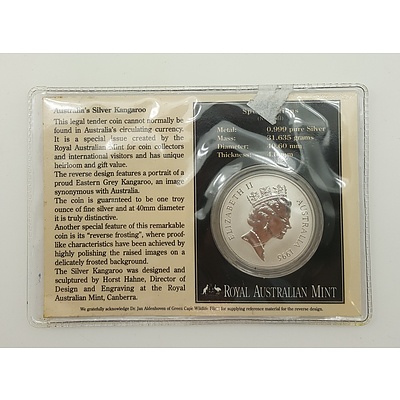 Australia's Silver Kangaroo
This legal tender coin cannot normally be
found in Australia's circulating currency.
It is a special issue created by the
Royal Australian Mint for coin collectors
and international visitors and has unique
heirloom and gift value.
The reverse design features a portrait of a
proud Eastern Grey Kangaroo, an image
synonymous with Australia.
The coin is guaranteed to be one troy
ounce of fine silver and at 40mm diameter
it is truly distinctive.
Another special feature of this remarkable
coin is its "reverse frosting", where proof-
like characteristics have been achieved by
highly polishing the raised images on a
delicately frosted background.
The Silver Kangaroo was designed and
sculptured by Horst Hahne, Director of
Design and Engraving at the Royal
Australian Mint, Canberra.
Metal: 0.999 pure Silver
Mass: 31.635 grams
Diameter: 40.60 mm
Thickness:
ELIZABETH II
AUSTRALIA 1995
ROYAL AUSTRALIAN MINT
We gratefully acknowledge Dr. Jan Aldenhoven of Green Cape Wildlife for supplying reference material for the reverse design.